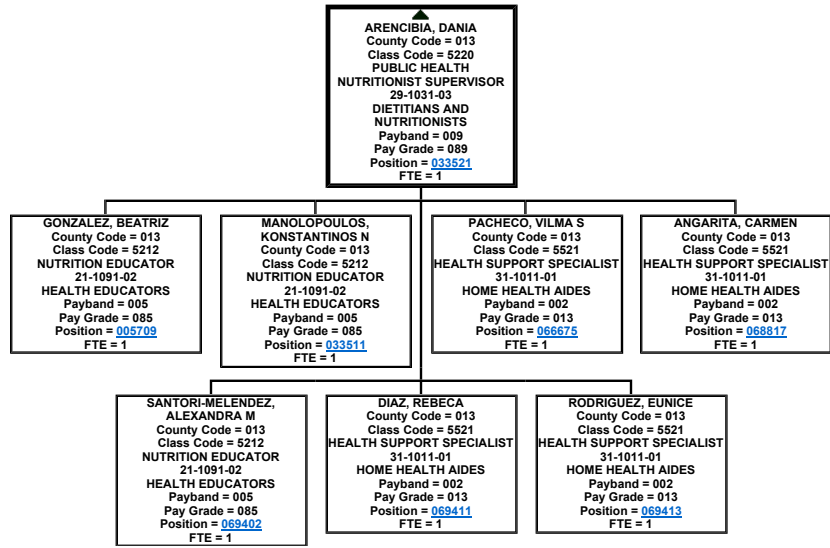 ARENCIBIA, DANIA
County Code = 013
Class Code = 5220
PUBLIC HEALTH
NUTRITIONIST SUPERVISOR
29-1031-03
DIETITIANS AND
NUTRITIONISTS
Payband = 009
Pay Grade = 089
Position = 033521
FTE = 1
GONZALEZ, BEATRIZ
County Code = 013
Class Code = 5212
NUTRITION EDUCATOR
21-1091-02
HEALTH EDUCATORS
Payband = 005
Pay Grade = 085
Position = 005709
FTE = 1
MANOLOPOULOS,
KONSTANTINOS N
County Code = 013
Class Code = 5212
NUTRITION EDUCATOR
21-1091-02
HEALTH EDUCATORS
Payband = 005
Pay Grade = 085
Position = 033511
FTE = 1
PACHECO, VILMA S
County Code = 013
Class Code = 5521
HEALTH SUPPORT SPECIALIST
31-1011-01
HOME HEALTH AIDES
Payband = 002
Pay Grade = 013
Position = 066675
FTE = 1
ANGARITA, CARMEN
County Code = 013
Class Code = 5521
HEALTH SUPPORT SPECIALIST
31-1011-01
HOME HEALTH AIDES
Payband = 002
Pay Grade = 013
Position = 068817
FTE = 1
SANTORI-MELENDEZ,
ALEXANDRA M
County Code = 013
Class Code = 5212
NUTRITION EDUCATOR
21-1091-02
HEALTH EDUCATORS
Payband = 005
Pay Grade = 085
Position = 069402
FTE = 1
DIAZ, REBECA
County Code = 013
Class Code = 5521
HEALTH SUPPORT SPECIALIST
31-1011-01
HOME HEALTH AIDES
Payband = 002
Pay Grade = 013
Position = 069411
FTE = 1
RODRIGUEZ, EUNICE
County Code = 013
Class Code = 5521
HEALTH SUPPORT SPECIALIST
31-1011-01
HOME HEALTH AIDES
Payband = 002
Pay Grade = 013
Position = 069413
FTE = 1